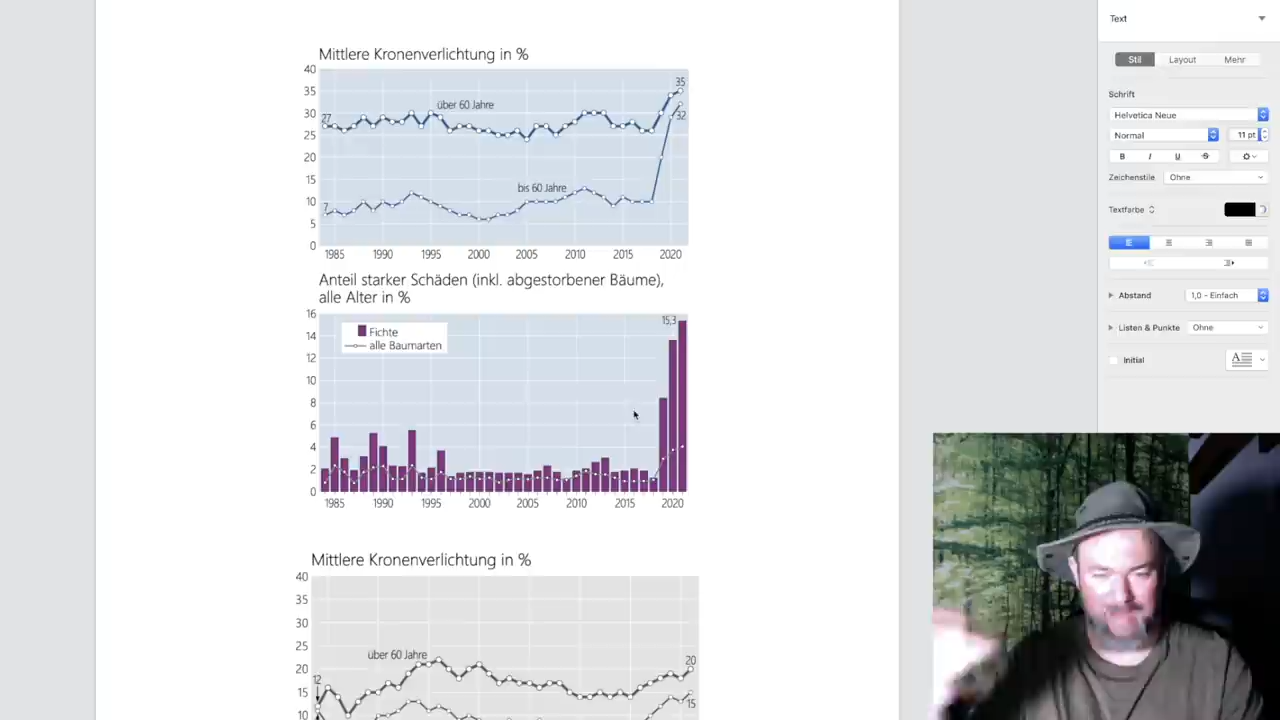 Mittlere Kronenverlichtung in %
40
35
30
25
20
15
10
5
0
27
über 60 Jahre
35
32
bis 60 Jahre
7
1985 1990 1995 2000 2005 2010 2015 2020
Anteil starker Schäden (inkl. abgestorbener Bäume),
alle Alter in %
16
14
12
10
8
6
4
2
0
Fichte
alle Baumarten
15,3
1985 1990 1995 2000 2005 2010 2015 2020
Mittlere Kronenverlichtung in %
40
35
30
25
20
15
10
über 60 Jahre
12
20
15
Text
Stil Layout Mehr
Schrift
Helvetica Neue
Normal 11 pt
B I U S
Zeichenstile Ohne
Textfarbe
Abstand 1,0 - Einfach
Listen & Punkte Ohne
Initial
A